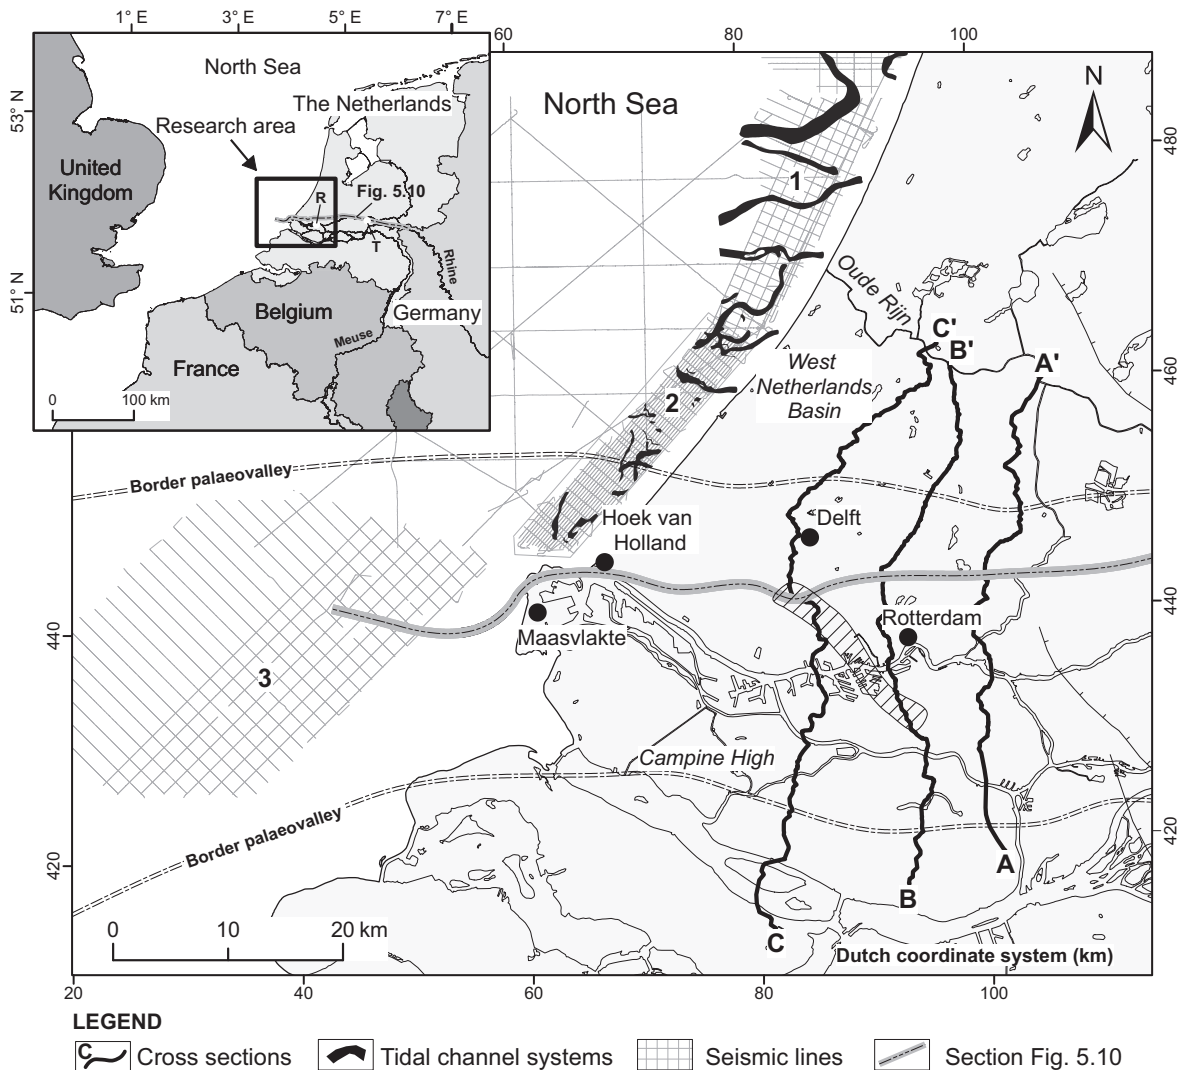 1° E 3° E 5° E 7° E
53° N
51° N
North Sea
The Netherlands
Research area
United
Kingdom
R
Fig. 5.10
T
Rhine
Belgium
Germany
Meuse
France
0 100 km
60 80 100
North Sea
N
480
460
440
420
1
2
3
Oude Rijn
C'
B'
A'
West
Netherlands
Basin
Border palaeovalley
Hoek van
Holland
Delft
Rotterdam
Maasvlakte
Campine High
Border palaeovalley
440
420
A
B
C
0 10 20 km
Dutch coordinate system (km)
20 40 60 80 100
LEGEND
C Cross sections
Tidal channel systems
Seismic lines
Section Fig. 5.10